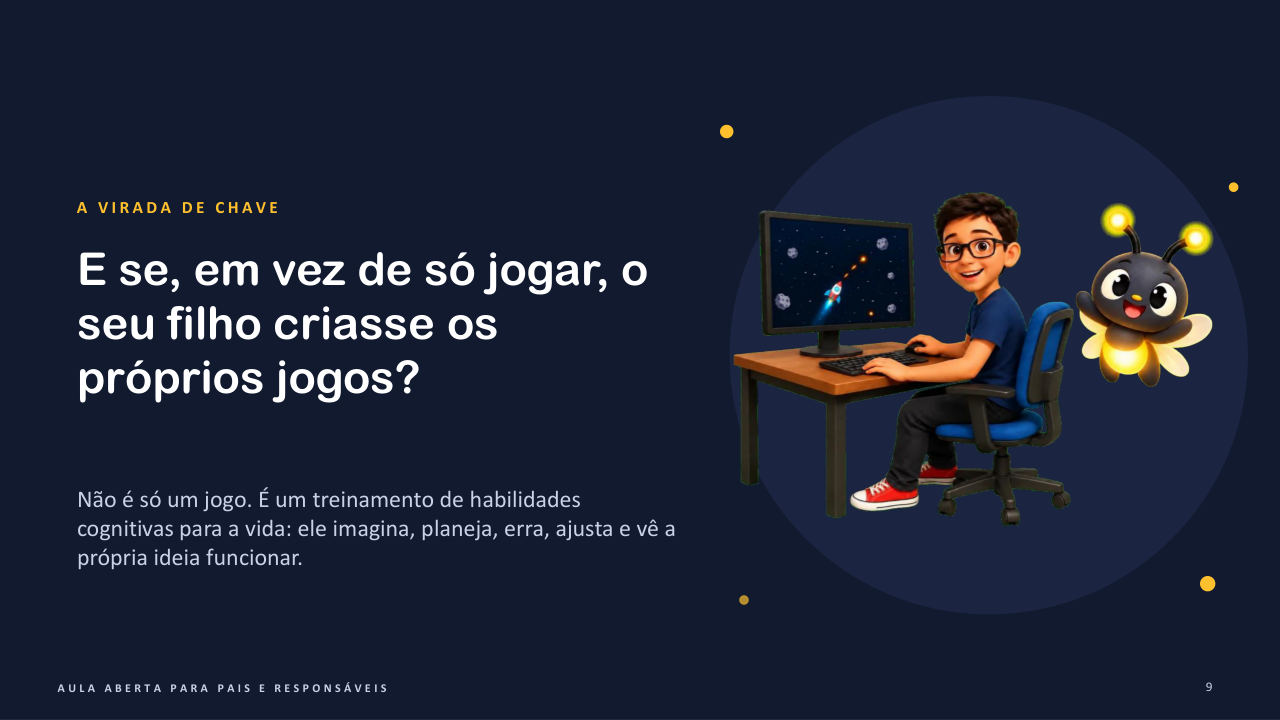 A VIRADA DE CHAVE
E se, em vez de só jogar, o
seu filho criasse os
próprios jogos?
Não é só um jogo. É um treinamento de habilidades
cognitivas para a vida: ele imagina, planeja, erra, ajusta e vê a
própria ideia funcionar.
AULA ABERTA PARA PAIS E RESPONSÁVEIS
9